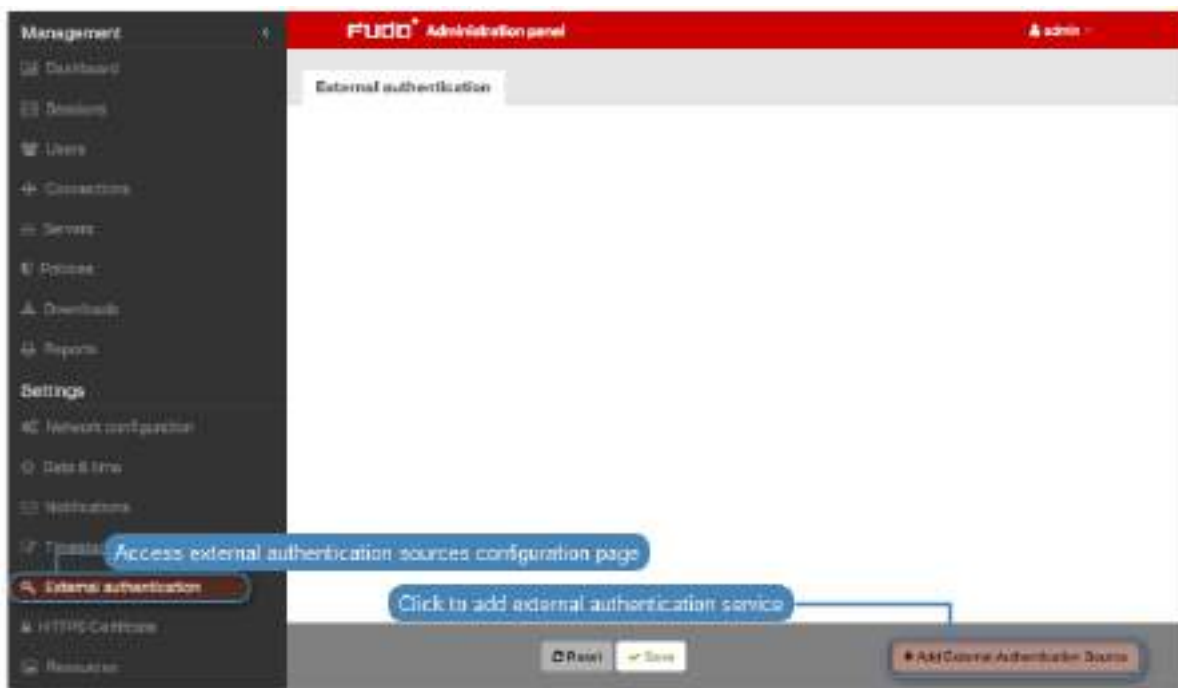 Management
FUDO Administration panel
admin
Dashboard
External authentication
Sessions
Users
Connections
Servers
Policies
Downloads
Reports
Settings
Network configuration
Date & time
Notifications
Access external authentication sources configuration page
External authentication
Click to add external authentication service
HTTPS Certificate
Reset
Save
+ Add External Authentication Source
Resources